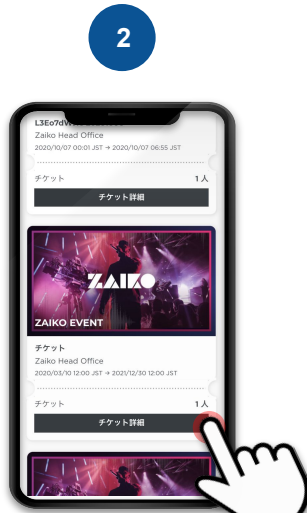 2
Zaiko Head Office
2020/10/07 00:01 JST → 2020/10/07 06:55 JST
チケット 1人
チケット詳細
ZAIKO
ZAIKO EVENT
チケット
Zaiko Head Office
2020/03/10 12:00 JST → 2021/12/30 12:00 JST
チケット 1人
チケット詳細